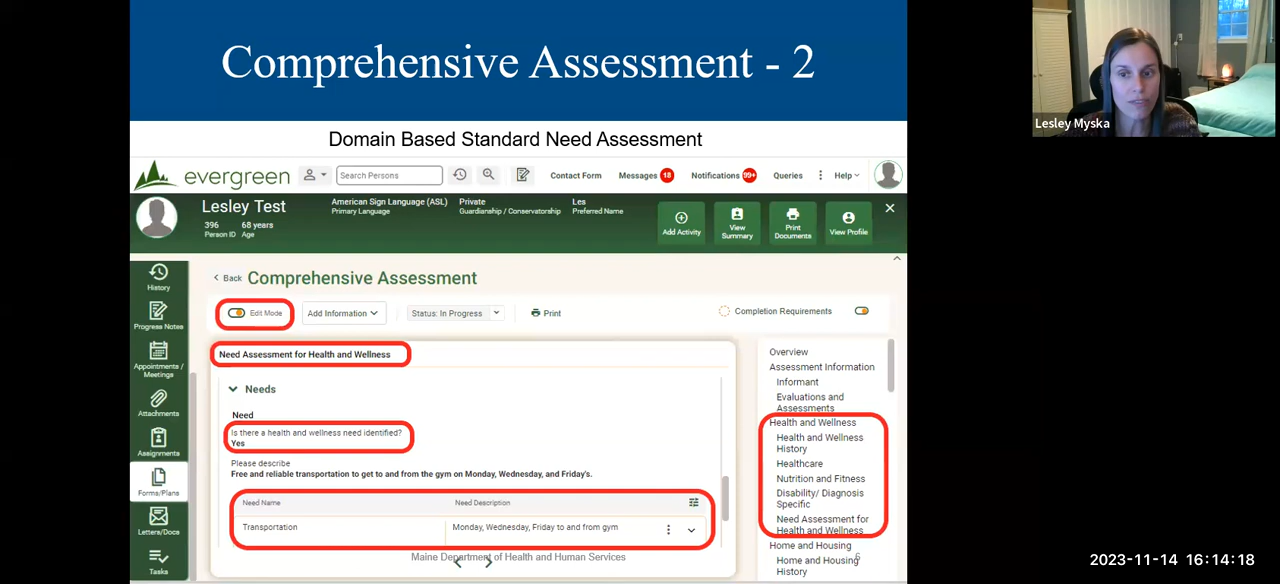 Comprehensive Assessment - 2
Lesley Myska
Domain Based Standard Need Assessment
evergreen
Search Persons
Contact Form
Messages 18
Notifications 99+
Queries
Help
Lesley Test
396 68 years
Person ID Age
American Sign Language (ASL)
Primary Language
Private
Guardianship / Conservatorship
Les
Preferred Name
Add Activity
View Summary
Print Documents
View Profile
History
Progress Notes
Appointments / Meetings
Attachments
Assignments
Forms/Plans
Letters/Docs
Tasks
Back Comprehensive Assessment
Edit Mode
Add Information
Status: In Progress
Print
Completion Requirements
Need Assessment for Health and Wellness
Needs
Need
Is there a health and wellness need identified?
Yes
Please describe
Free and reliable transportation to get to and from the gym on Monday, Wednesday, and Friday's.
Need Name Need Description
Transportation Monday, Wednesday, Friday to and from gym
Overview
Assessment Information
Informant
Evaluations and
Assessments
Health and Wellness
Health and Wellness
History
Healthcare
Nutrition and Fitness
Disability/ Diagnosis
Specific
Need Assessment for
Health and Wellness
Home and Housing
Home and Housing
History
Maine Department of Health and Human Services
6
2023-11-14 16:14:18